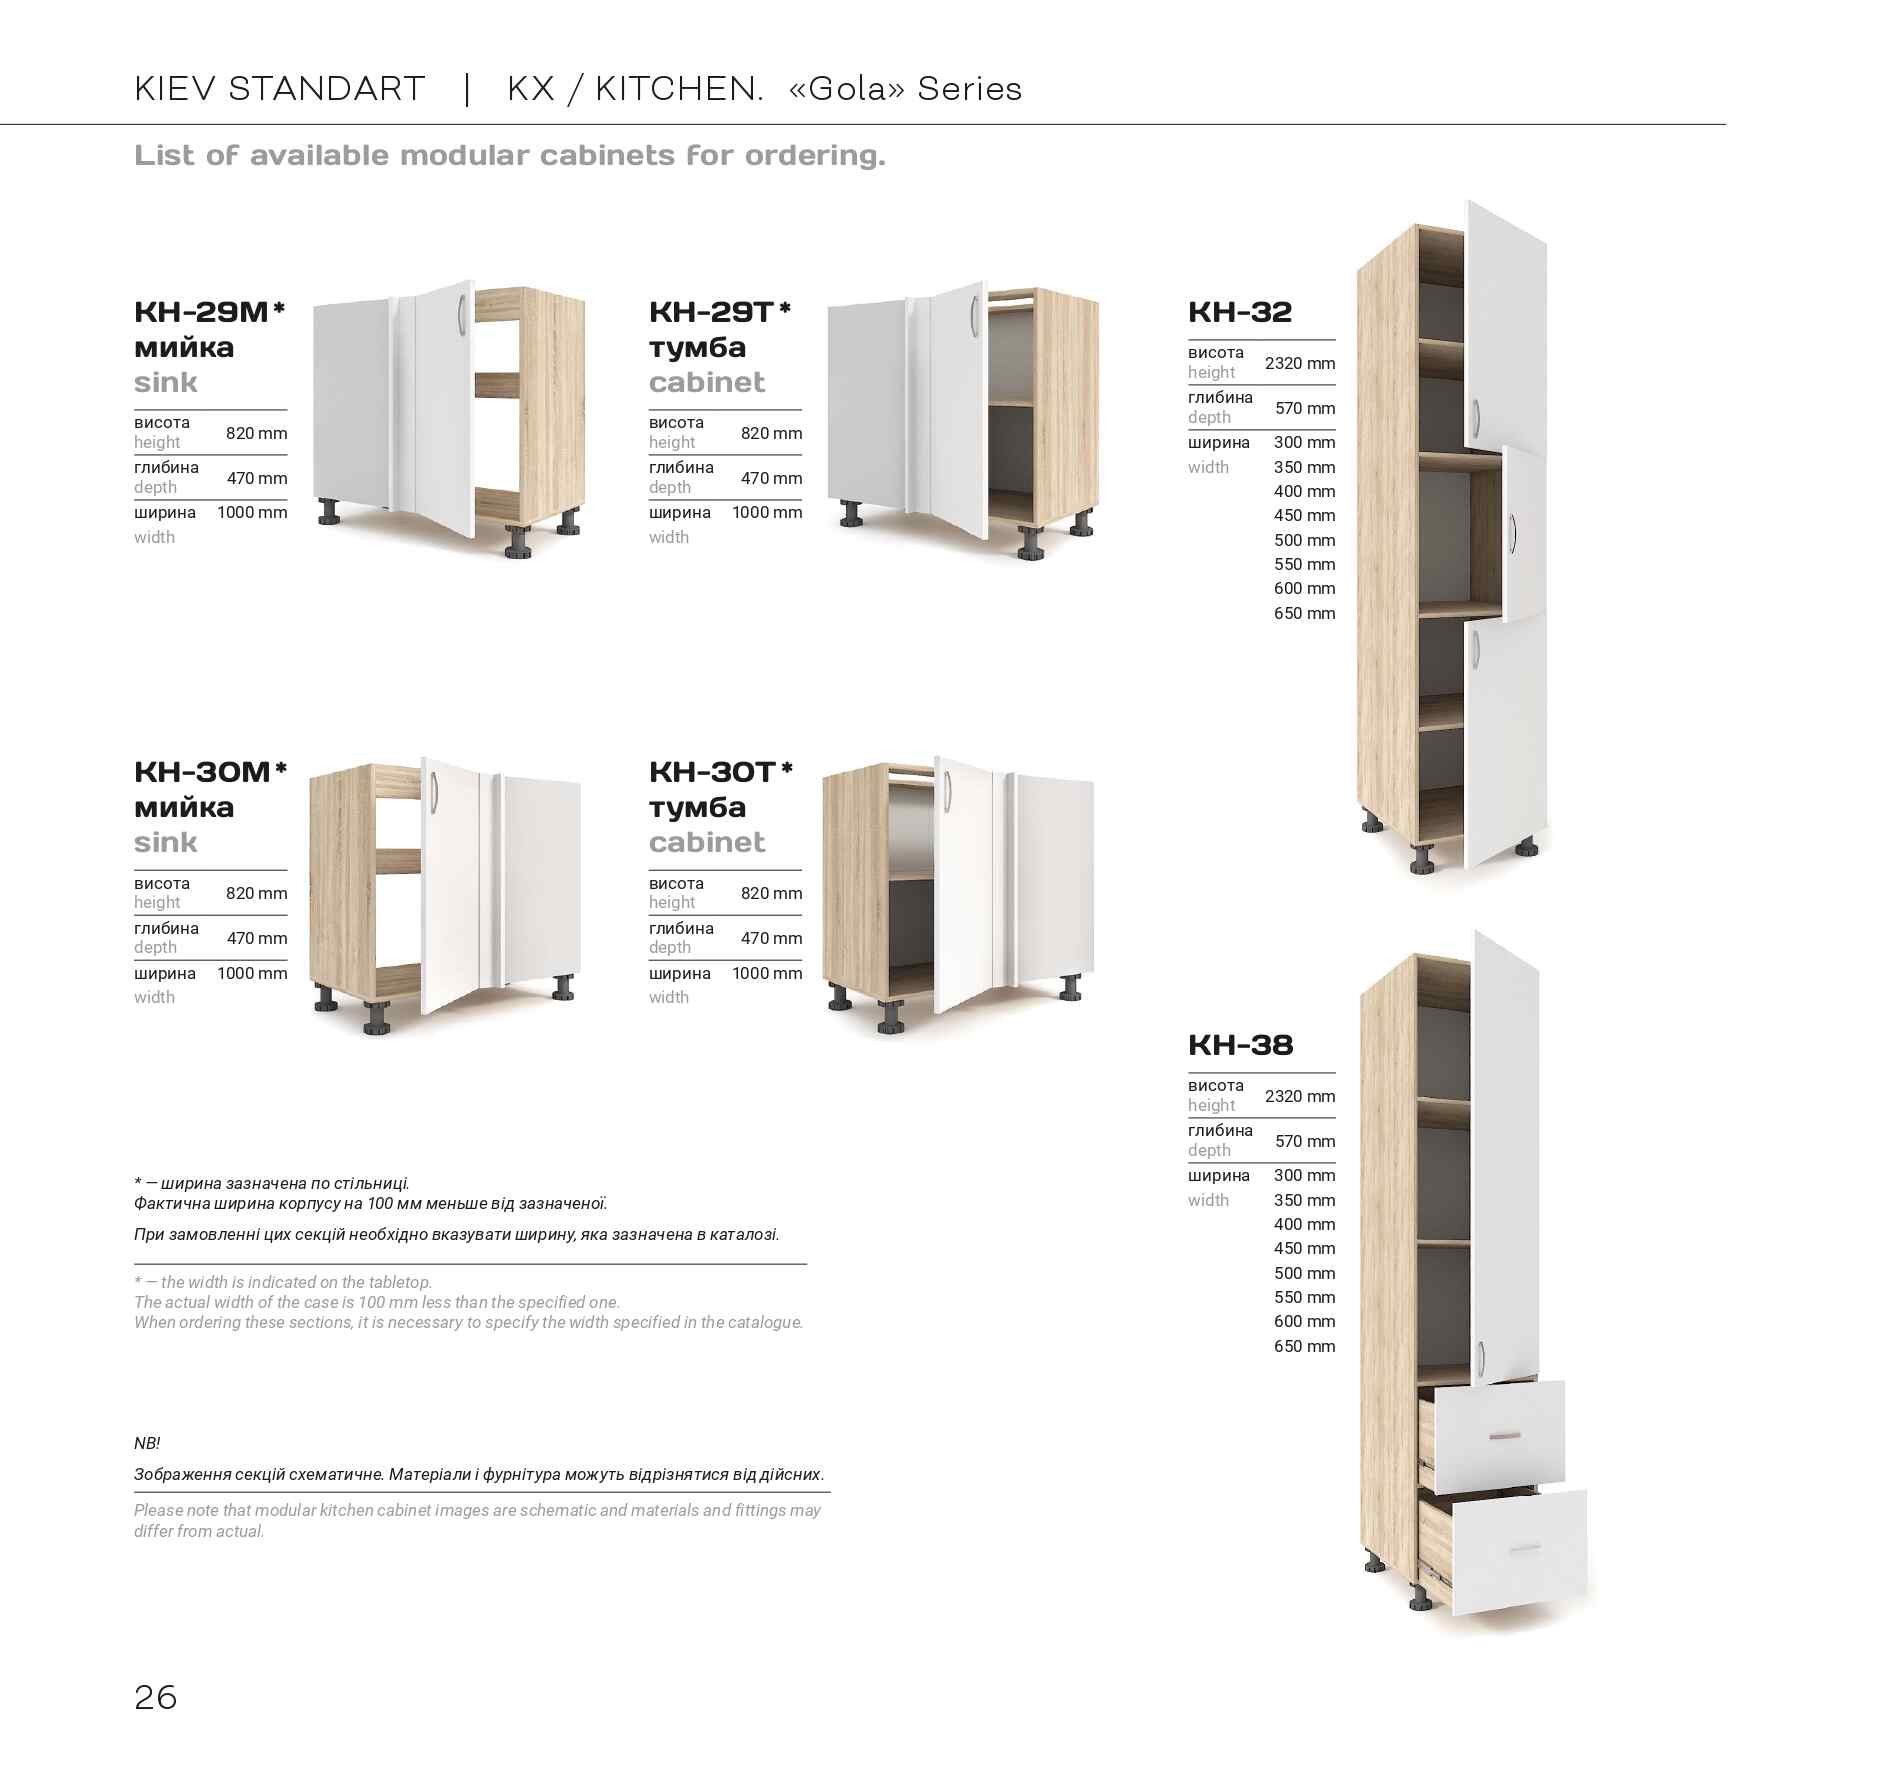 KIEV STANDART | KX / KITCHEN. «Gola» Series
List of available modular cabinets for ordering.
КН-29М*
мийка
sink
висота
height
820 mm
глибина
depth
470 mm
ширина 1000 mm
width
КН-29Т*
тумба
cabinet
висота
height
820 mm
глибина
depth
470 mm
ширина 1000 mm
width
КН-32
висота
height
2320 mm
глибина
depth
570 mm
ширина 300 mm
width 350 mm
400 mm
450 mm
500 mm
550 mm
600 mm
650 mm
КН-30М*
мийка
sink
висота
height
820 mm
глибина
depth
470 mm
ширина 1000 mm
width
КН-30Т*
тумба
cabinet
висота
height
820 mm
глибина
depth
470 mm
ширина 1000 mm
width
КН-38
висота
height
2320 mm
глибина
depth
570 mm
ширина 300 mm
width 350 mm
400 mm
450 mm
500 mm
550 mm
600 mm
650 mm
* — ширина зазначена по стільниці.
Фактична ширина корпусу на 100 мм меньше від зазначеної.
При замовленні цих секцій необхідно вказувати ширину, яка зазначена в каталозі.
* — the width is indicated on the tabletop.
The actual width of the case is 100 mm less than the specified one.
When ordering these sections, it is necessary to specify the width specified in the catalogue.
NB!
Зображення секцій схематичне. Матеріали і фурнітура можуть відрізнятися від дійсних.
Please note that modular kitchen cabinet images are schematic and materials and fittings may
differ from actual.
26